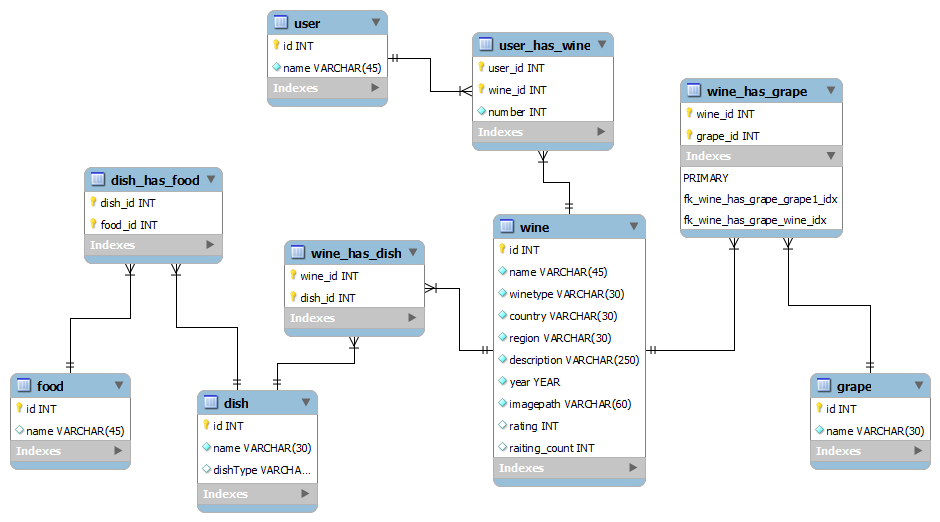 user
id INT
name VARCHAR(45)
Indexes
user_has_wine
user_id INT
wine_id INT
number INT
Indexes
wine_has_grape
wine_id INT
grape_id INT
Indexes
PRIMARY
fk_wine_has_grape_grape1_idx
fk_wine_has_grape_wine_idx
dish_has_food
dish_id INT
food_id INT
Indexes
wine_has_dish
wine_id INT
dish_id INT
Indexes
wine
id INT
name VARCHAR(45)
winetype VARCHAR(30)
country VARCHAR(30)
region VARCHAR(30)
description VARCHAR(250)
year YEAR
imagepath VARCHAR(60)
rating INT
raiting_count INT
Indexes
food
id INT
name VARCHAR(45)
Indexes
dish
id INT
name VARCHAR(30)
dishType VARCHA...
Indexes
grape
id INT
name VARCHAR(30)
Indexes